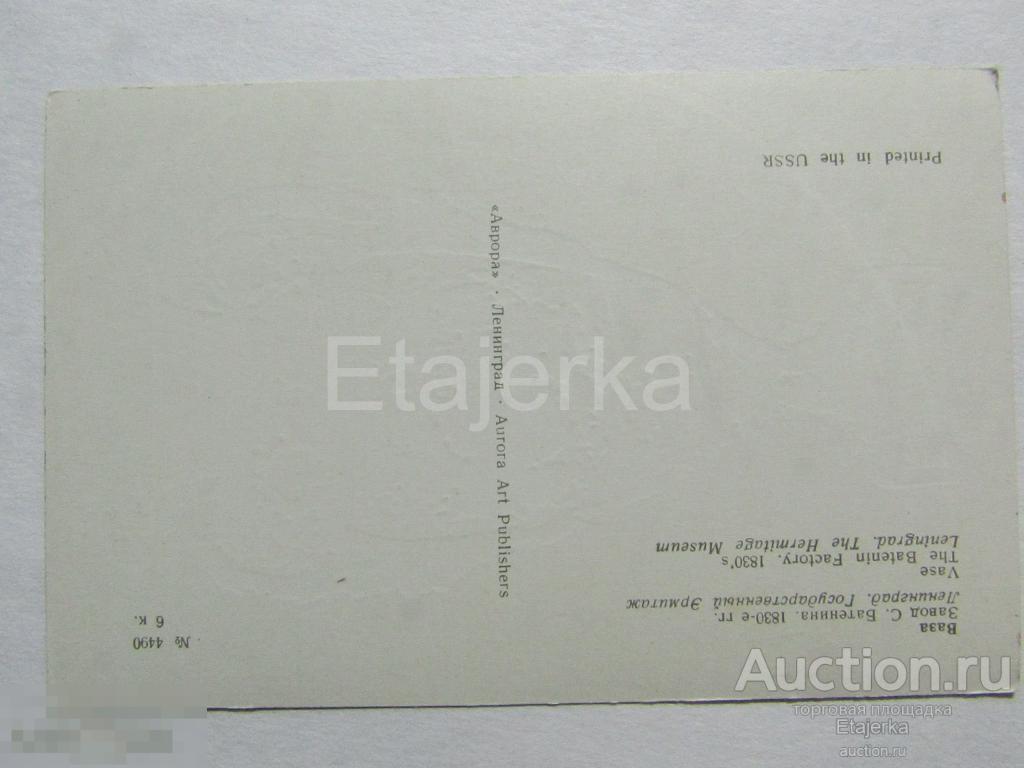 Ваза
Завод С. Батенина. 1830-е гг.
Ленинград. Государственный Эрмитаж
Vase
The Batenin Factory. 1830's
Leningrad. The Hermitage Museum
«Аврора» · Ленинград · Aurora Art Publishers
№ 4490
6 к.
Printed in the USSR
Etajerka
Auction.ru
торговая площадка
Etajerka
auction.ru